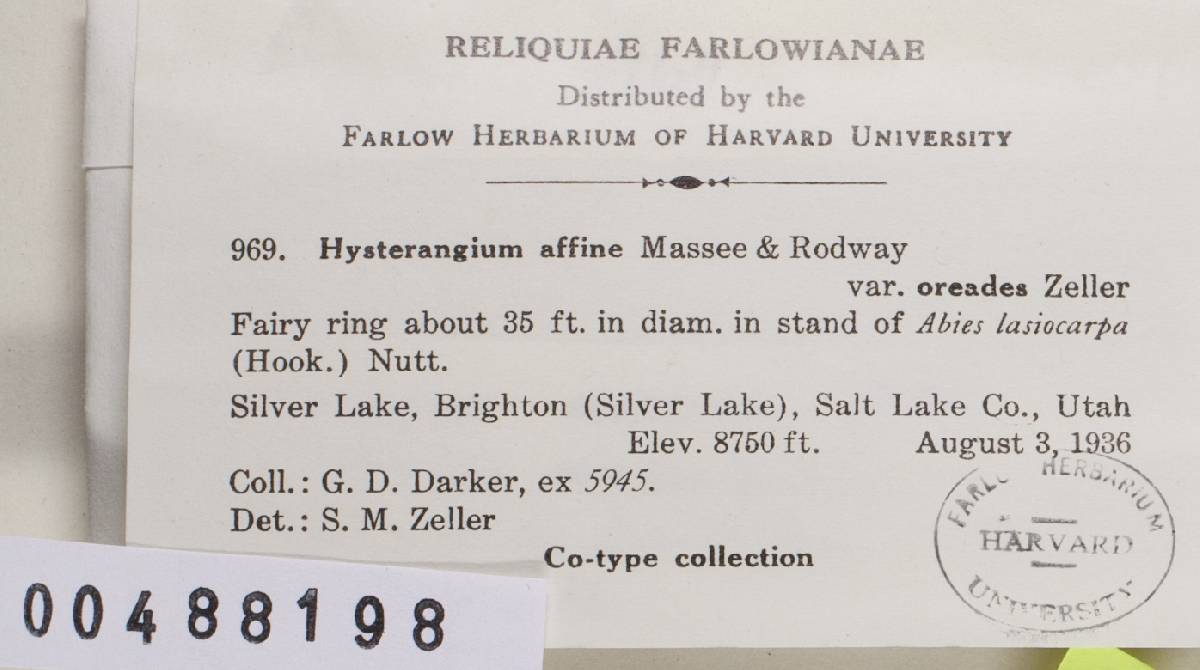 RELIQUIAE FARLOWIANAE
Distributed by the
FARLOW HERBARIUM OF HARVARD UNIVERSITY
969. Hysterangium affine Massee & Rodway
var. oreades Zeller
Fairy ring about 35 ft. in diam. in stand of Abies lasiocarpa
(Hook.) Nutt.
Silver Lake, Brighton (Silver Lake), Salt Lake Co., Utah
Elev. 8750 ft. August 3, 1936
Coll.: G. D. Darker, ex 5945.
Det.: S. M. Zeller
Co-type collection
FARLOW HERBARIUM
HARVARD
UNIVERSITY
00488198